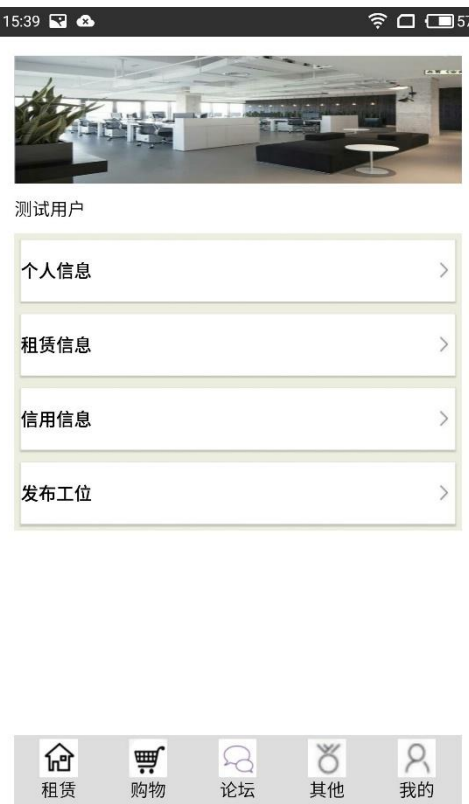 15:39
57
测试用户
个人信息
租赁信息
信用信息
发布工位
租赁 购物 论坛 其他 我的